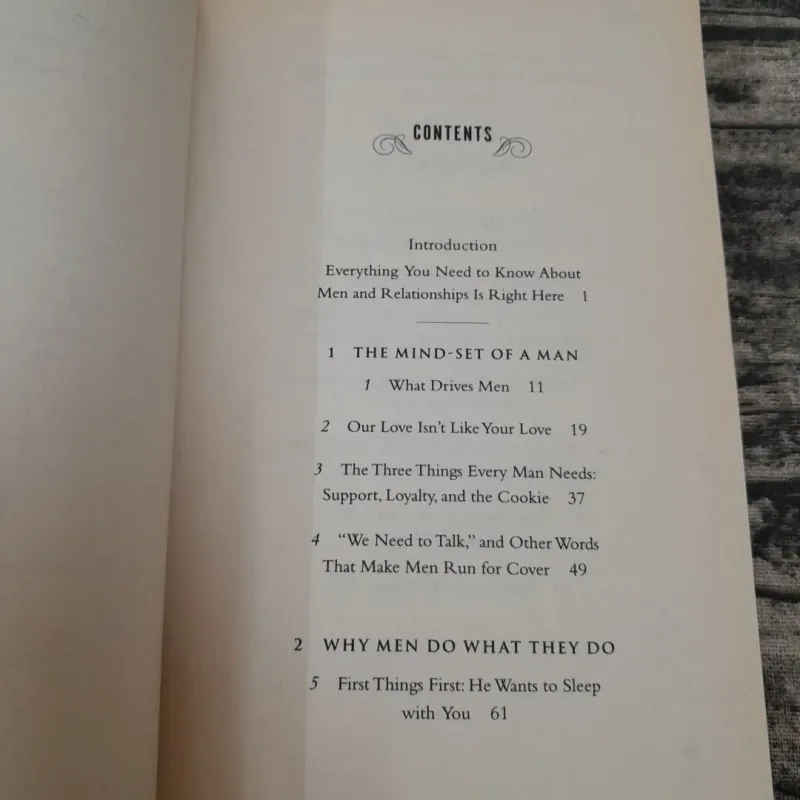 CONTENTS
Introduction
Everything You Need to Know About
Men and Relationships Is Right Here 1
1 THE MIND-SET OF A MAN
1 What Drives Men 11
2 Our Love Isn't Like Your Love 19
3 The Three Things Every Man Needs:
Support, Loyalty, and the Cookie 37
4 “We Need to Talk,” and Other Words
That Make Men Run for Cover 49
2 WHY MEN DO WHAT THEY DO
5 First Things First: He Wants to Sleep
with You 61